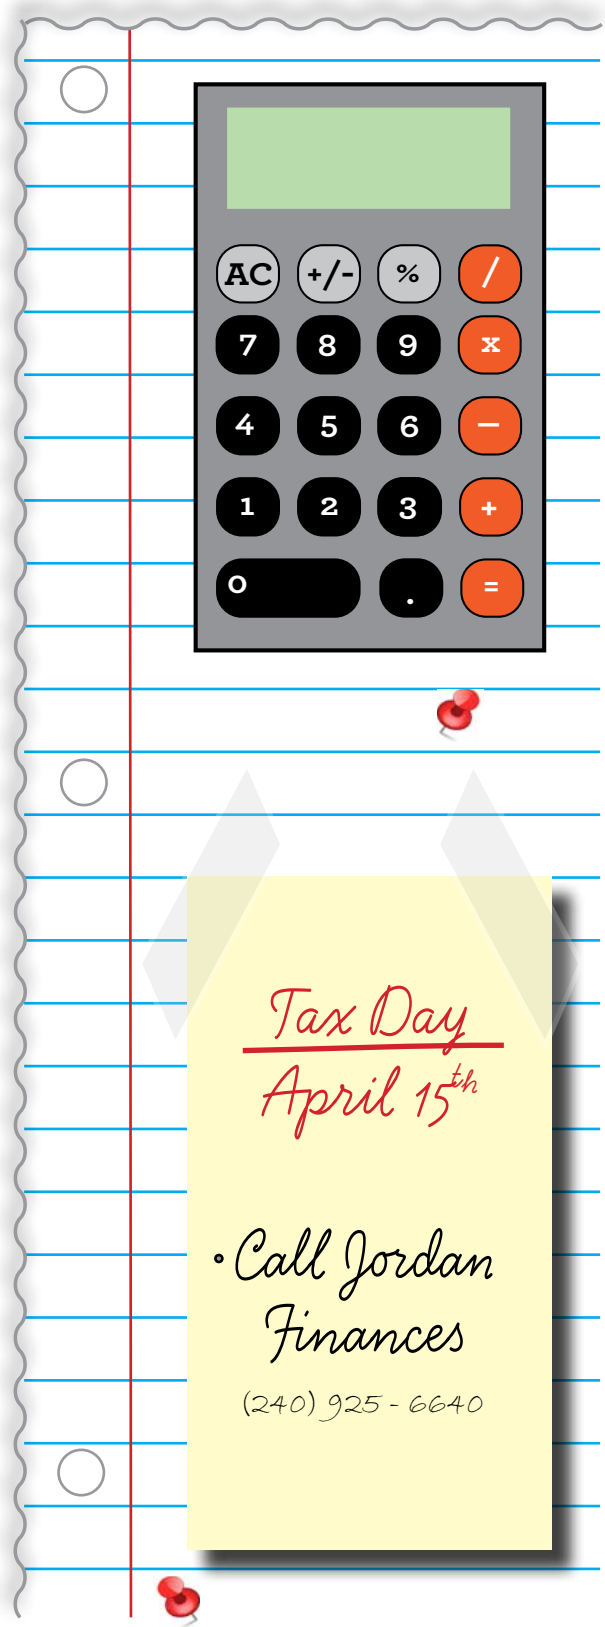 AC +/- % /
7 8 9 x
4 5 6 –
1 2 3 +
0 . =
Tax Day
April 15th
• Call Jordan
Finances
(240) 925 - 6640